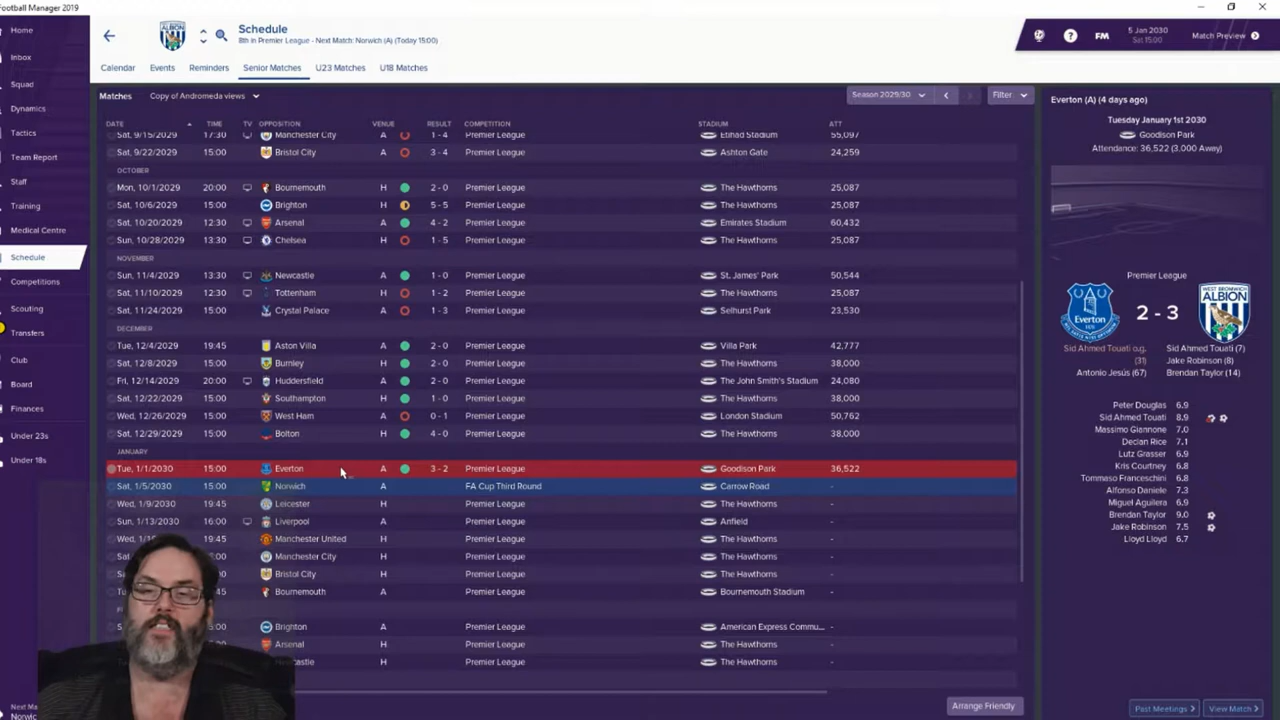 Football Manager 2019
Home
Inbox
Squad
Dynamics
Tactics
Team Report
Staff
Training
Medical Centre
Schedule
Competitions
Scouting
Transfers
Club
Board
Finances
Under 23s
Under 18s
Next Ma
Norwic
ALBION
Schedule
8th in Premier League - Next Match: Norwich (A) (Today 15:00)
FM
5 Jan 2030
Sat 15:00
Match Preview
Calendar Events Reminders Senior Matches U23 Matches U18 Matches
Matches Copy of Andromeda views Season 2029/30 Filter
DATE TIME TV OPPOSITION VENUE RESULT COMPETITION STADIUM ATT
Sat, 9/15/2029 17:30 Manchester City A 1 - 4 Premier League Etihad Stadium 55,097
Sat, 9/22/2029 15:00 Bristol City A 3 - 4 Premier League Ashton Gate 24,259
OCTOBER
Mon, 10/1/2029 20:00 Bournemouth H 2 - 0 Premier League The Hawthorns 25,087
Sat, 10/6/2029 15:00 Brighton H 5 - 5 Premier League The Hawthorns 25,087
Sat, 10/20/2029 12:30 Arsenal A 4 - 2 Premier League Emirates Stadium 60,432
Sun, 10/28/2029 13:30 Chelsea H 1 - 5 Premier League The Hawthorns 25,087
NOVEMBER
Sun, 11/4/2029 13:30 Newcastle A 1 - 0 Premier League St. James' Park 50,544
Sat, 11/10/2029 12:30 Tottenham H 1 - 2 Premier League The Hawthorns 25,087
Sat, 11/24/2029 15:00 Crystal Palace A 1 - 3 Premier League Selhurst Park 23,530
DECEMBER
Tue, 12/4/2029 19:45 Aston Villa A 2 - 0 Premier League Villa Park 42,777
Sat, 12/8/2029 15:00 Burnley H 2 - 0 Premier League The Hawthorns 38,000
Fri, 12/14/2029 20:00 Huddersfield A 2 - 0 Premier League The John Smith's Stadium 24,080
Sat, 12/22/2029 15:00 Southampton H 1 - 0 Premier League The Hawthorns 38,000
Wed, 12/26/2029 15:00 West Ham A 0 - 1 Premier League London Stadium 50,762
Sat, 12/29/2029 15:00 Bolton H 4 - 0 Premier League The Hawthorns 38,000
JANUARY
Tue, 1/1/2030 15:00 Everton A 3 - 2 Premier League Goodison Park 36,522
Sat, 1/5/2030 15:00 Norwich A FA Cup Third Round Carrow Road -
Wed, 1/9/2030 19:45 Leicester H Premier League The Hawthorns -
Sun, 1/13/2030 16:00 Liverpool A Premier League Anfield -
Wed, 19:45 Manchester United H Premier League The Hawthorns -
Manchester City H Premier League The Hawthorns -
Bristol City H Premier League The Hawthorns -
Bournemouth A Premier League Bournemouth Stadium -
Brighton A Premier League American Express Commu... -
Arsenal H Premier League The Hawthorns -
H Premier League The Hawthorns -
Arrange Friendly
Everton (A) (4 days ago)
Tuesday January 1st 2030
Goodison Park
Attendance: 36,522 (3,000 Away)
Premier League
Everton
2 - 3
WEST BROMWICH
ALBION
Sid Ahmed Touati o.g. (31)
Antonio Jesús (67)
Sid Ahmed Touati (7)
Jake Robinson (8)
Brendan Taylor (14)
Peter Douglas 6.9
Sid Ahmed Touati 8.9
Massimo Giannone 7.0
Declan Rice 7.1
Lutz Grasser 6.9
Kris Courtney 6.8
Tommaso Franceschini 6.8
Alfonso Daniele 7.3
Miguel Aguilera 6.9
Brendan Taylor 9.0
Jake Robinson 7.5
Lloyd Lloyd 6.7
Past Meetings View Match